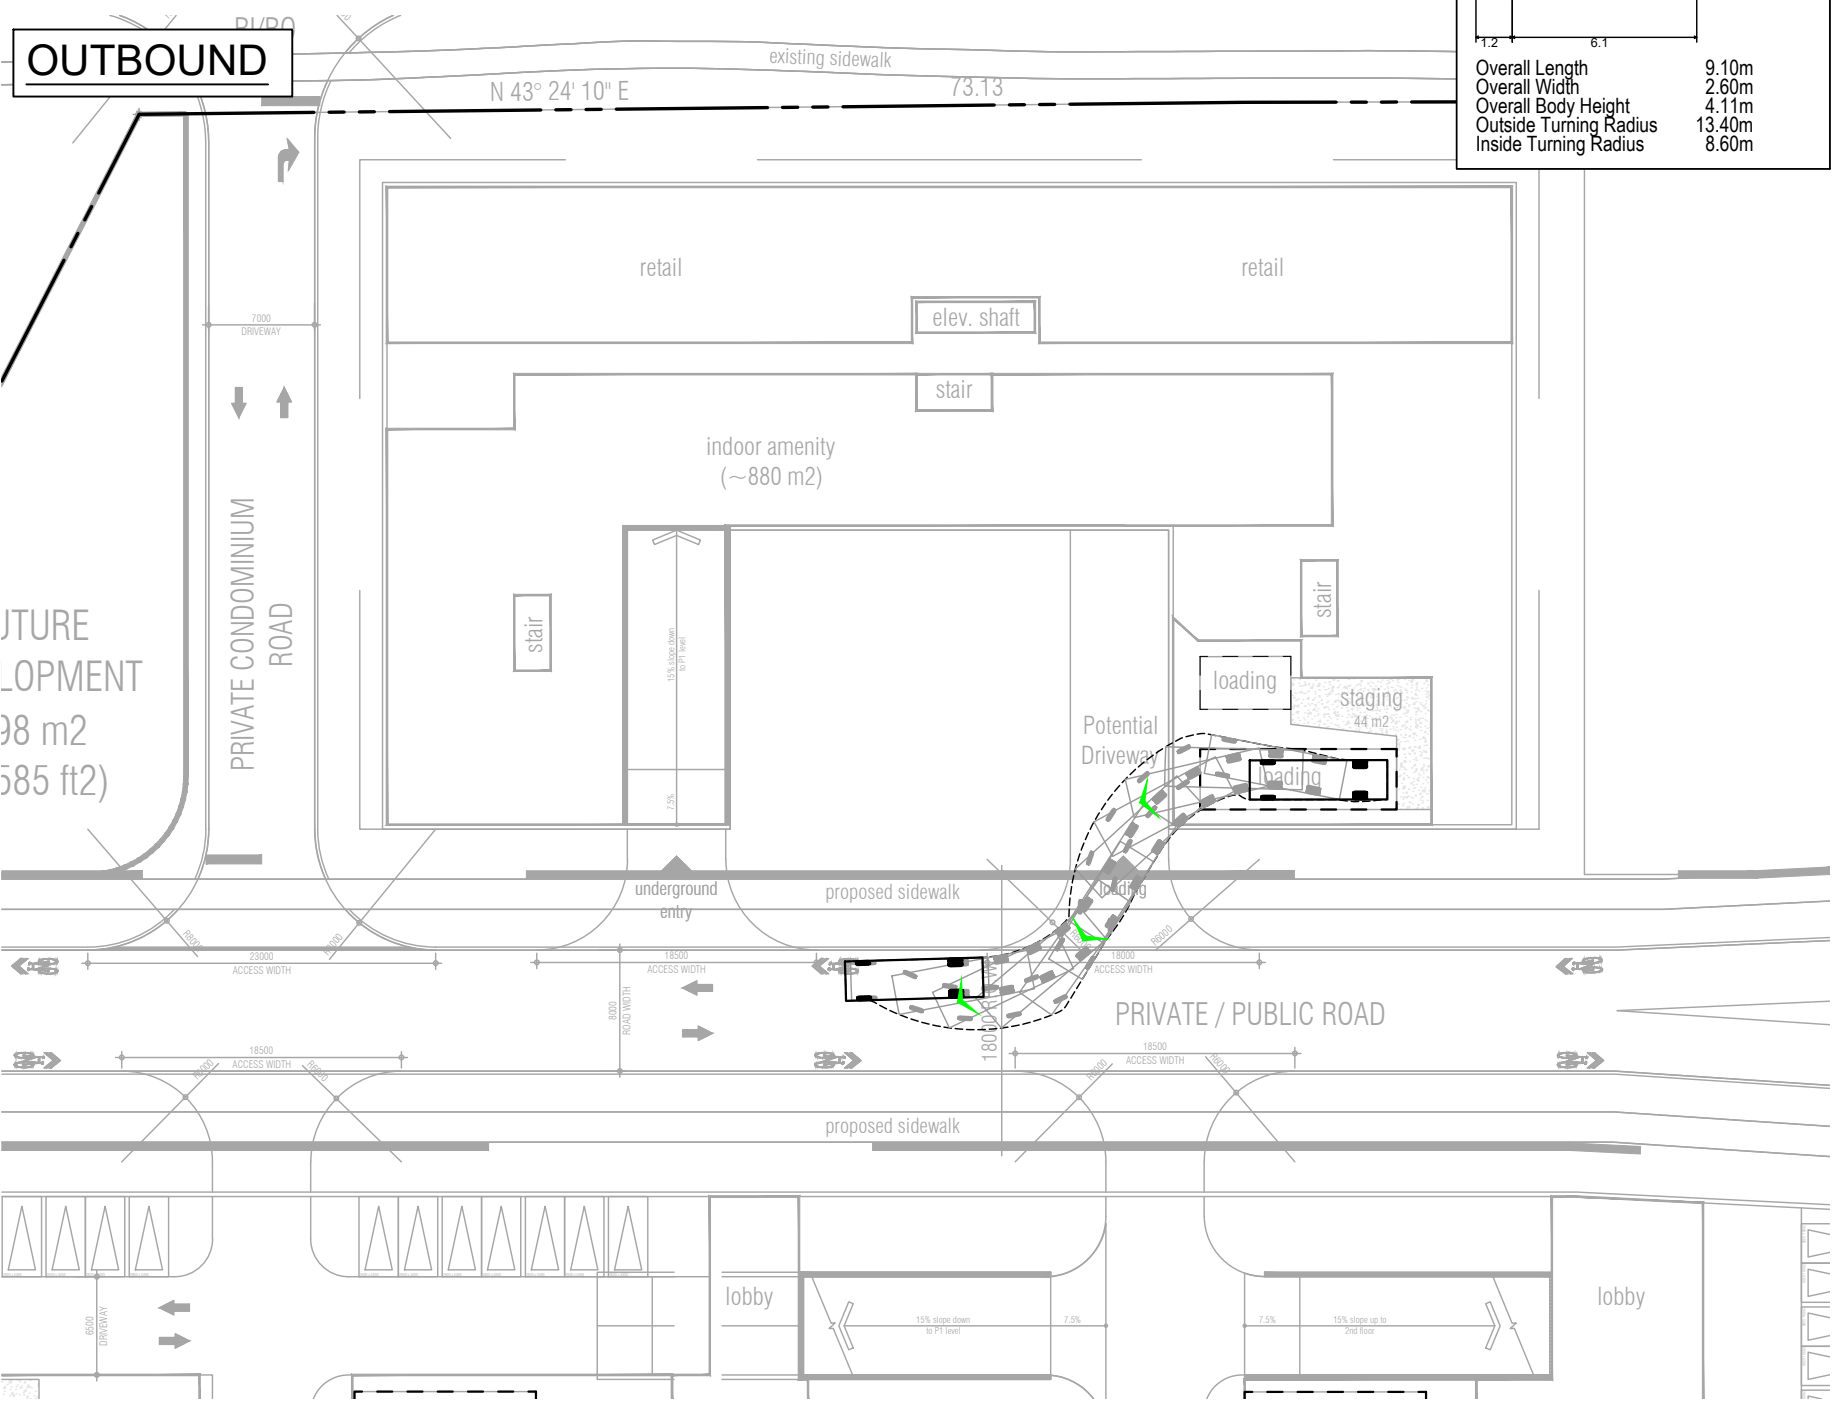 OUTBOUND
existing sidewalk
N 43° 24' 10" E
73.13
1.2
6.1
Overall Length 9.10m
Overall Width 2.60m
Overall Body Height 4.11m
Outside Turning Radius 13.40m
Inside Turning Radius 8.60m
retail
retail
elev. shaft
7000
DRIVEWAY
stair
indoor amenity
(~880 m2)
PRIVATE CONDOMINIUM
ROAD
stair
15% slope down
to P1 level
7.5%
stair
loading
staging
44 m2
Potential
Driveway
loading
UTURE
LOPMENT
98 m2
585 ft2)
underground
entry
proposed sidewalk
loading
R8000
R6000
23000
ACCESS WIDTH
18500
ACCESS WIDTH
18000
ACCESS WIDTH
8000
ROAD WIDTH
PRIVATE / PUBLIC ROAD
18500
ACCESS WIDTH
R6000
R6000
18500
ACCESS WIDTH
R6000
R6000
proposed sidewalk
lobby
15% slope down
to P1 level
7.5%
7.5%
15% slope up to
2nd floor
lobby
6500
DRIVEWAY